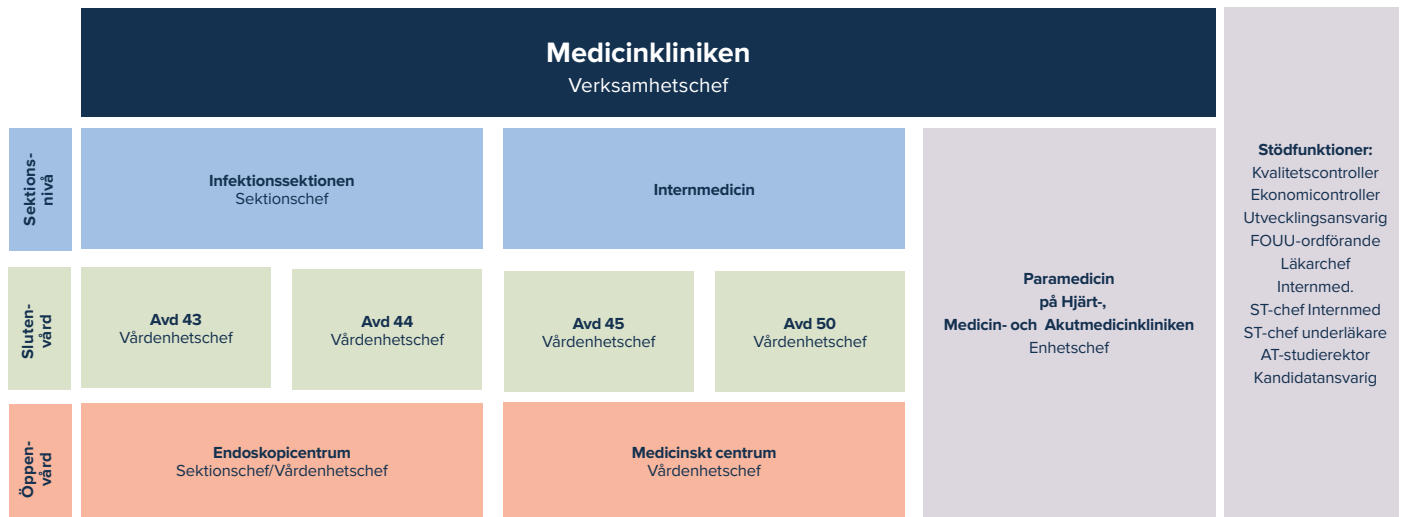 Medicinkliniken
Verksamhetschef
Sektions-
nivå
Infektionssektionen
Sektionschef
Internmedicin
Sluten-
vård
Avd 43
Vårdenhetschef
Avd 44
Vårdenhetschef
Avd 45
Vårdenhetschef
Avd 50
Vårdenhetschef
Öppen-
vård
Endoskopicentrum
Sektionschef/Vårdenhetschef
Medicinskt centrum
Vårdenhetschef
Paramedicin
på Hjärt-,
Medicin- och Akutmedicinkliniken
Enhetschef
Stödfunktioner:
Kvalitetscontroller
Ekonomicontroller
Utvecklingsansvarig
FOUU-ordförande
Läkarchef
Internmed.
ST-chef Internmed
ST-chef underläkare
AT-studierektor
Kandidatansvarig